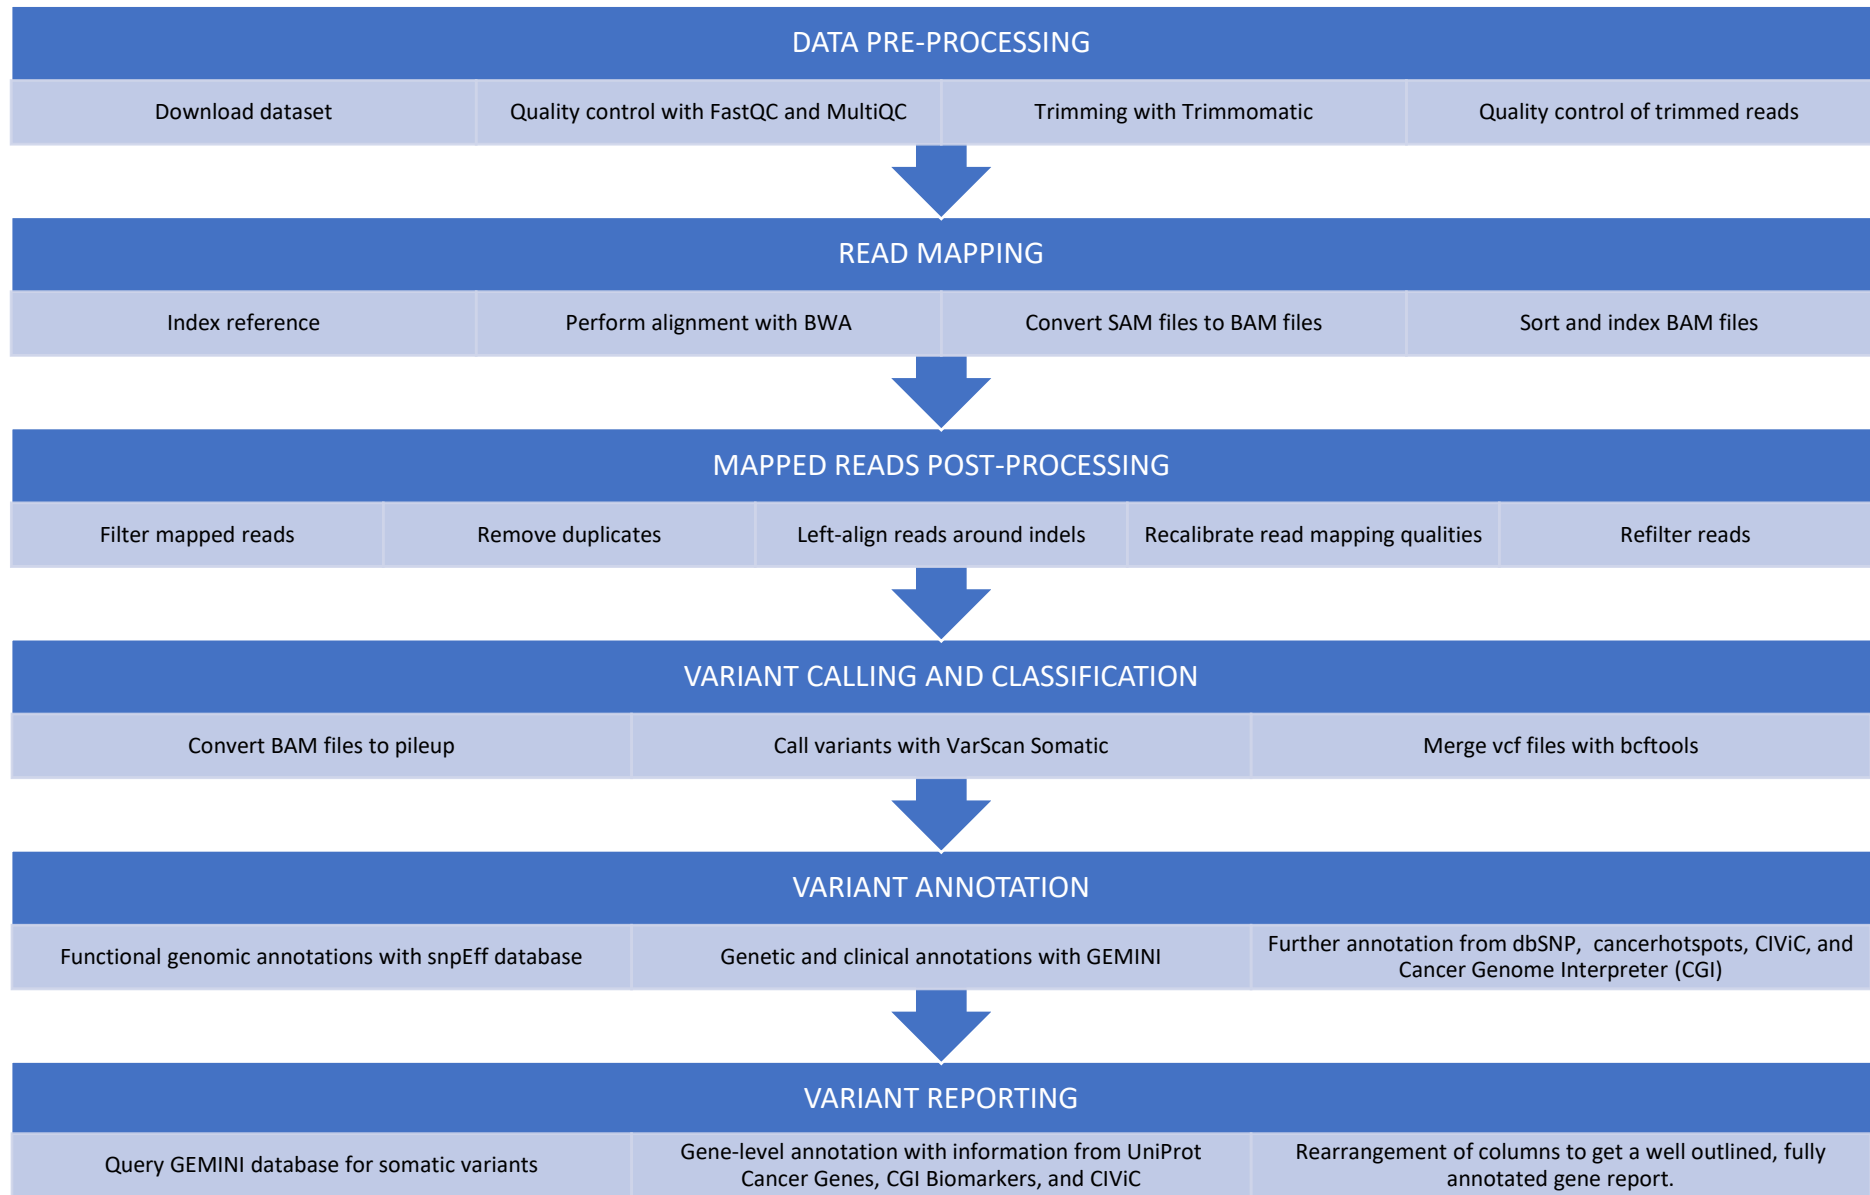 DATA PRE-PROCESSING
Download dataset
Quality control with FastQC and MultiQC
Trimming with Trimmomatic
Quality control of trimmed reads
READ MAPPING
Index reference
Perform alignment with BWA
Convert SAM files to BAM files
Sort and index BAM files
MAPPED READS POST-PROCESSING
Filter mapped reads
Remove duplicates
Left-align reads around indels
Recalibrate read mapping qualities
Refilter reads
VARIANT CALLING AND CLASSIFICATION
Convert BAM files to pileup
Call variants with VarScan Somatic
Merge vcf files with bcftools
VARIANT ANNOTATION
Functional genomic annotations with snpEff database
Genetic and clinical annotations with GEMINI
Further annotation from dbSNP, cancerhotspots, CIViC, and
Cancer Genome Interpreter (CGI)
VARIANT REPORTING
Query GEMINI database for somatic variants
Gene-level annotation with information from UniProt
Cancer Genes, CGI Biomarkers, and CIViC
Rearrangement of columns to get a well outlined, fully
annotated gene report.